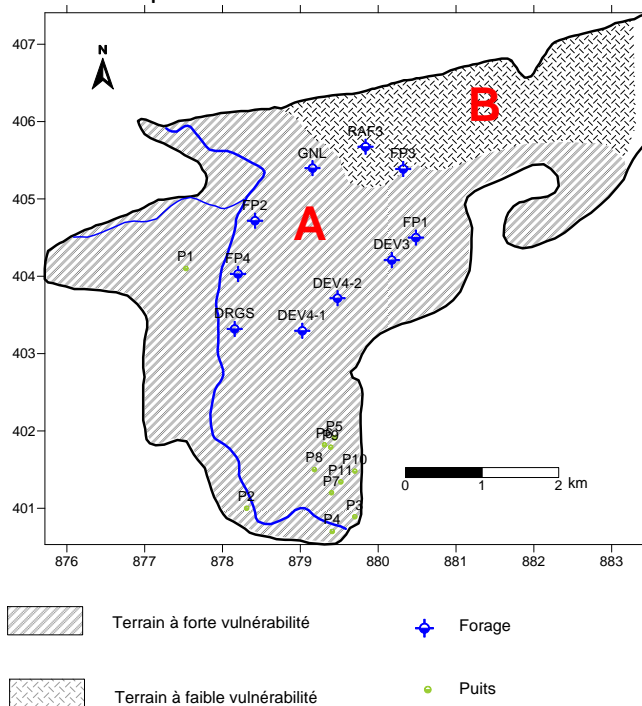 407
N
B
406
RAF3
GNL
FP3
405
FP2
A
FP1
DEV3
P1
FP4
404
DEV4-2
DRGS
DEV4-1
403
402
P5
P6 P9
P8
P10
P11
P7
401
P2
P3
P4
0 1 2 km
876 877 878 879 880 881 882 883
Terrain à forte vulnérabilité
Forage
Terrain à faible vulnérabilité
Puits